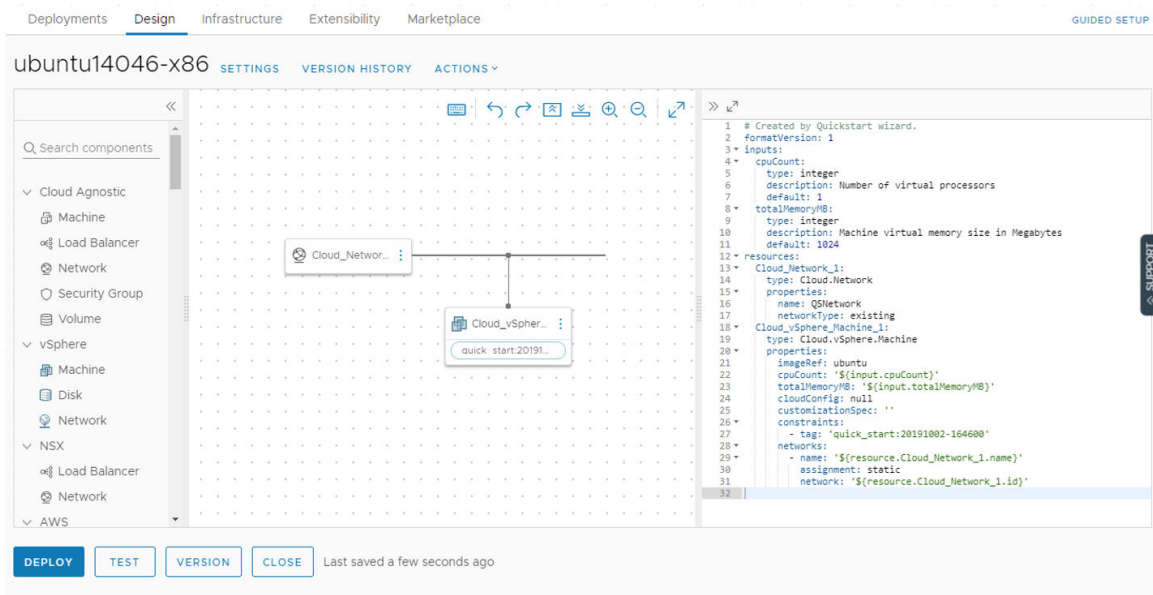 Deployments Design Infrastructure Extensibility Marketplace GUIDED SETUP
ubuntu14046-x86 SETTINGS VERSION HISTORY ACTIONS
Search components
Cloud Agnostic
Machine
Load Balancer
Network
Security Group
Volume
vSphere
Machine
Disk
Network
NSX
Load Balancer
Network
AWS
Cloud_Networ...
Cloud_vSpher...
quick_start:20191...
1 # Created by Quickstart wizard.
2 formatVersion: 1
3 inputs:
4 cpuCount:
5 type: integer
6 description: Number of virtual processors
7 default: 1
8 totalMemoryMB:
9 type: integer
10 description: Machine virtual memory size in Megabytes
11 default: 1024
12 resources:
13 Cloud_Network_1:
14 type: Cloud.Network
15 properties:
16 name: QSNetwork
17 networkType: existing
18 Cloud_vSphere_Machine_1:
19 type: Cloud.vSphere.Machine
20 properties:
21 imageRef: ubuntu
22 cpuCount: '${input.cpuCount}'
23 totalMemoryMB: '${input.totalMemoryMB}'
24 cloudConfig: null
25 customizationSpec: ''
26 constraints:
27 - tag: 'quick_start:20191002-164600'
28 networks:
29 - name: '${resource.Cloud_Network_1.name}'
30 assignment: static
31 network: '${resource.Cloud_Network_1.id}'
32
SUPPORT
DEPLOY TEST VERSION CLOSE Last saved a few seconds ago